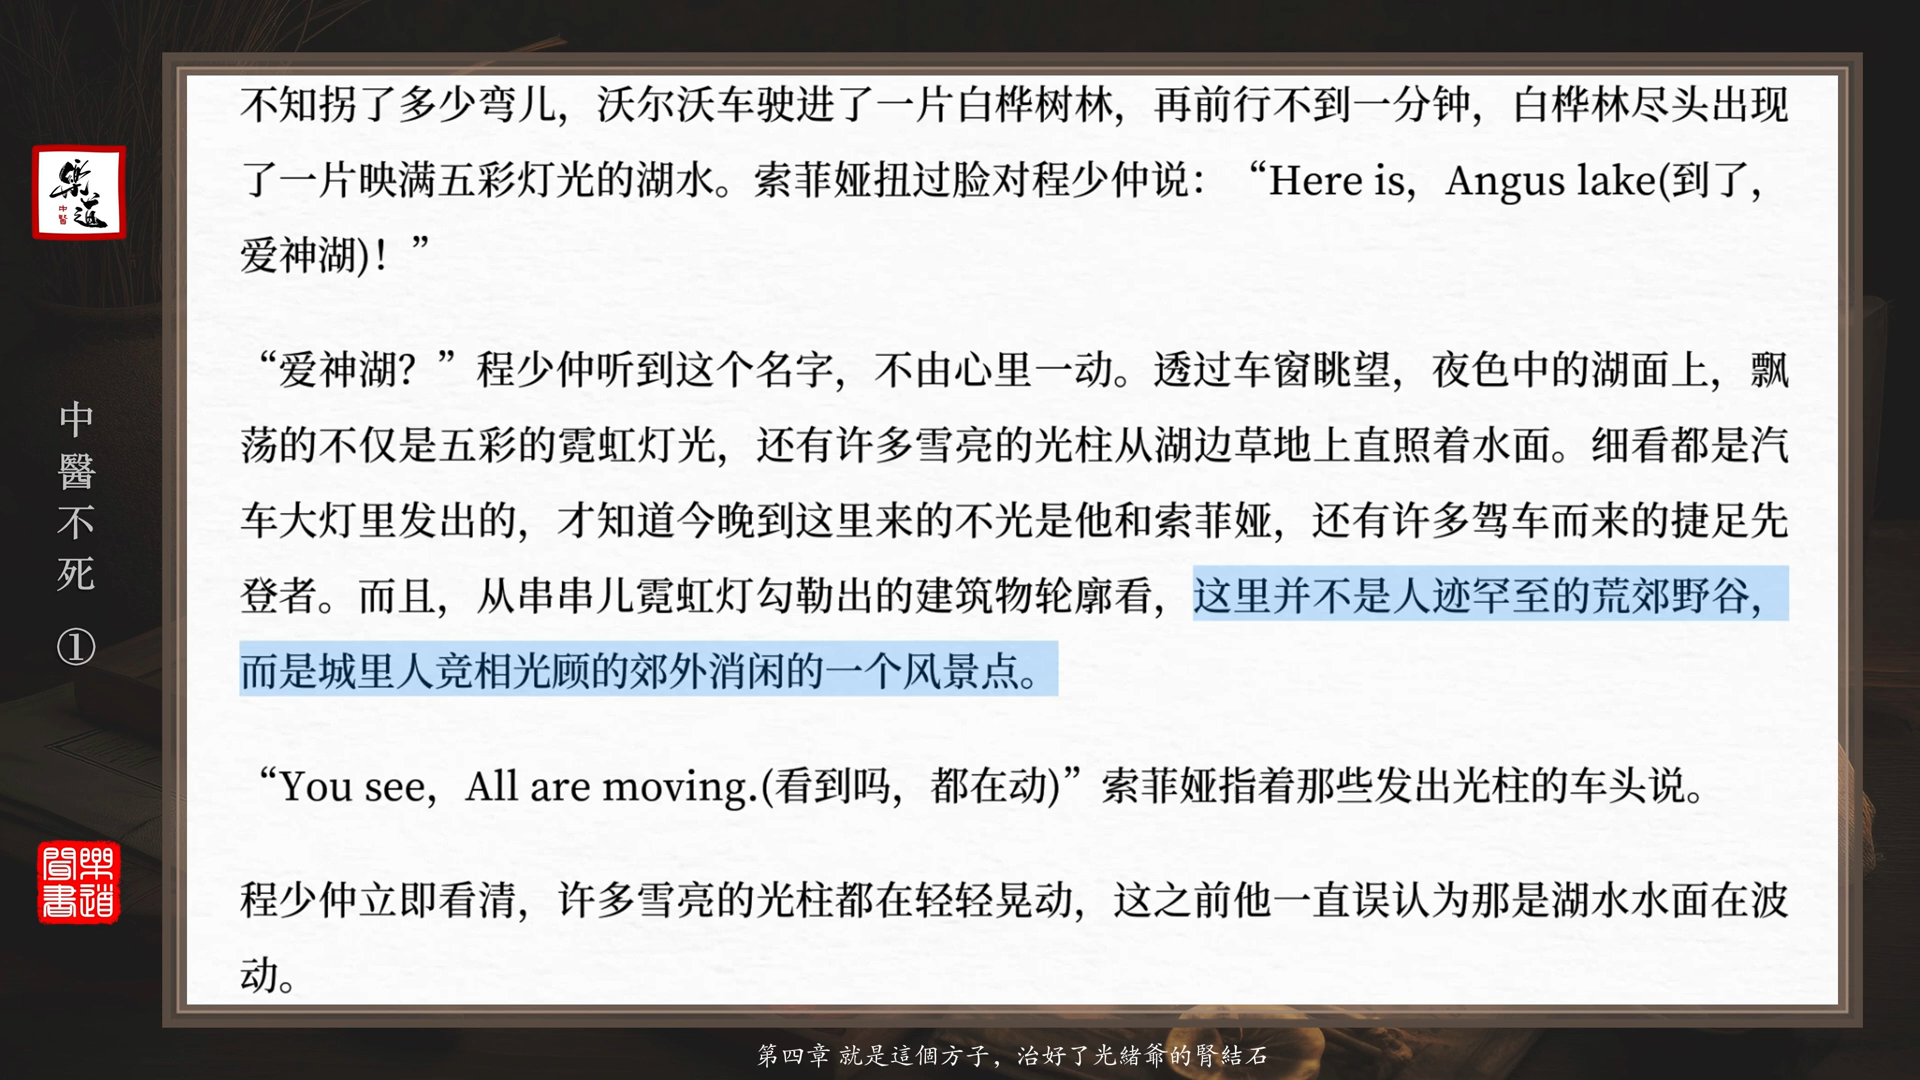 不知拐了多少弯儿，沃尔沃车驶进了一片白桦树林，再前行不到一分钟，白桦林尽头出现
了一片映满五彩灯光的湖水。索菲娅扭过脸对程少仲说：“Here is，Angus lake(到了，
爱神湖)！”
“爱神湖？”程少仲听到这个名字，不由心里一动。透过车窗眺望，夜色中的湖面上，飘
荡的不仅是五彩的霓虹灯光，还有许多雪亮的光柱从湖边草地上直照着水面。细看都是汽
车大灯里发出的，才知道今晚到这里来的不光是他和索菲娅，还有许多驾车而来的捷足先
登者。而且，从串串儿霓虹灯勾勒出的建筑物轮廓看，这里并不是人迹罕至的荒郊野谷，
而是城里人竞相光顾的郊外消闲的一个风景点。
“You see，All are moving.(看到吗，都在动)”索菲娅指着那些发出光柱的车头说。
程少仲立即看清，许多雪亮的光柱都在轻轻晃动，这之前他一直误认为那是湖水水面在波
动。
樂道
中醫
中醫不死 ①
樂道
閒書
第四章 就是這個方子，治好了光緒爺的腎結石